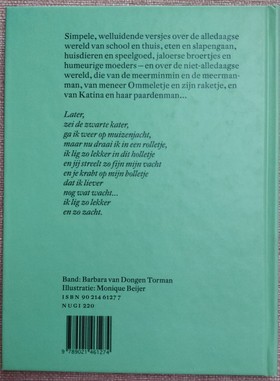 Simpele, welluidende versjes over de alledaagse
wereld van school en thuis, eten en slapengaan,
huisdieren en speelgoed, jaloerse broertjes en
humeurige moeders – en over de niet-alledaagse
wereld, die van de meerminmin en de meerman-
man, van meneer Ommeletje en zijn raketje, en
van Katina en haar paardenman...
Later,
zei de zwarte kater,
ga ik weer op muizenjacht,
maar nu draai ik in een rolletje,
ik lig zo lekker in dit holletje
en jij streelt zo fijn mijn vacht
en je krabt op mijn bolletje
dat ik liever
nog wat wacht...
ik lig zo lekker
en zo zacht.
Band: Barbara van Dongen Torman
Illustratie: Monique Beijer
ISBN 90 214 6127 7
NUGI 220
9 789021 461274